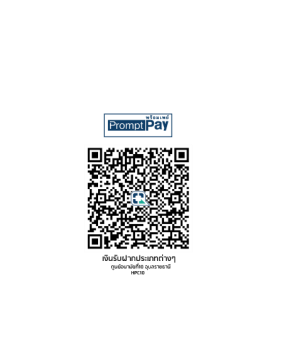 พร้อมเพย์
Prompt Pay
เงินรับฝากประเภทต่างๆ
ศูนย์อนามัยที่10 อุบลราชธานี
HPC10